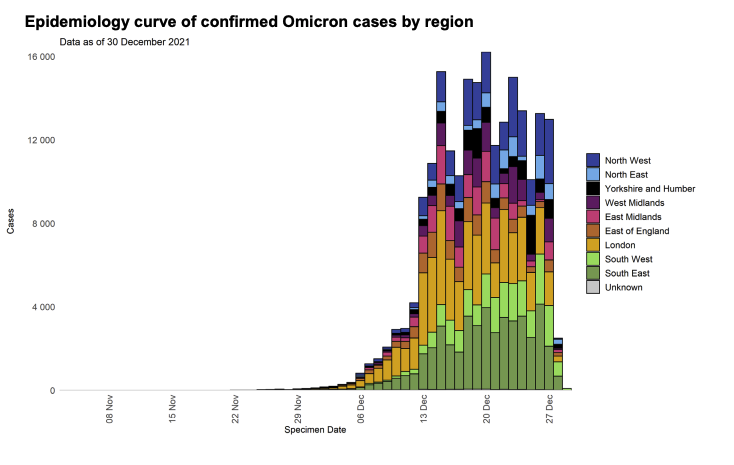 Epidemiology curve of confirmed Omicron cases by region
Data as of 30 December 2021
16 000
12 000
8 000
4 000
0
Cases
08 Nov
15 Nov
22 Nov
29 Nov
06 Dec
13 Dec
20 Dec
27 Dec
Specimen Date
North West
North East
Yorkshire and Humber
West Midlands
East Midlands
East of England
London
South West
South East
Unknown